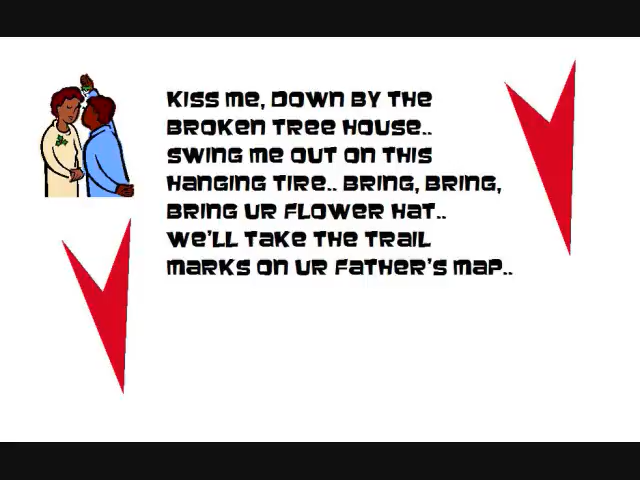 Kiss me, Down by the
Broken Tree House..
Swing me out on this
Hanging Tire.. Bring, Bring,
Bring ur Flower Hat..
We'll Take the Trail
marks on ur Father's map..